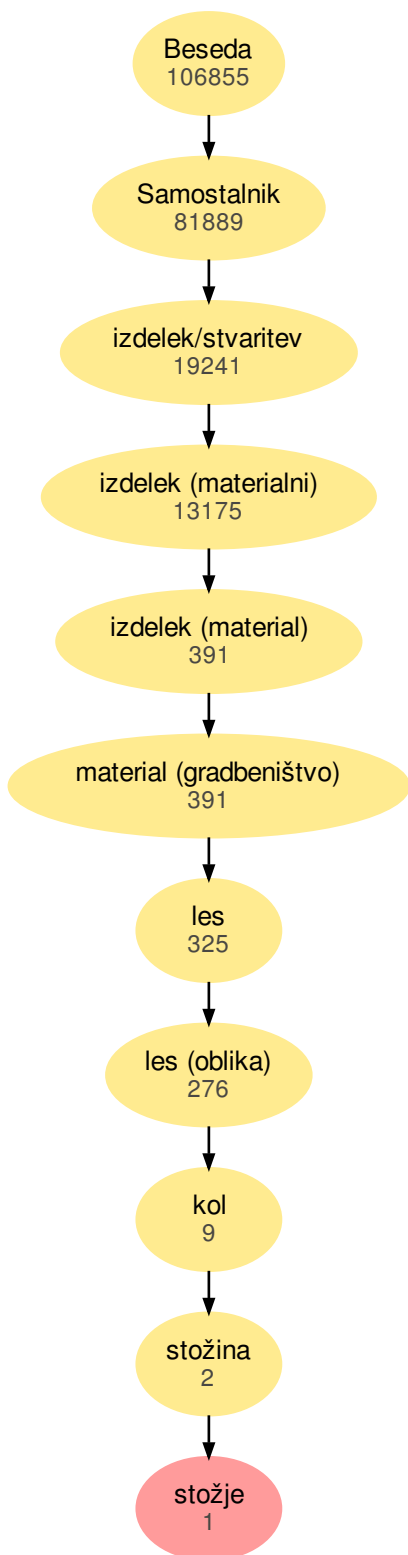 Beseda
106855
Samostalnik
81889
izdelek/stvaritev
19241
izdelek (materialni)
13175
izdelek (material)
391
material (gradbeništvo)
391
les
325
les (oblika)
276
kol
9
stožina
2
stožje
1